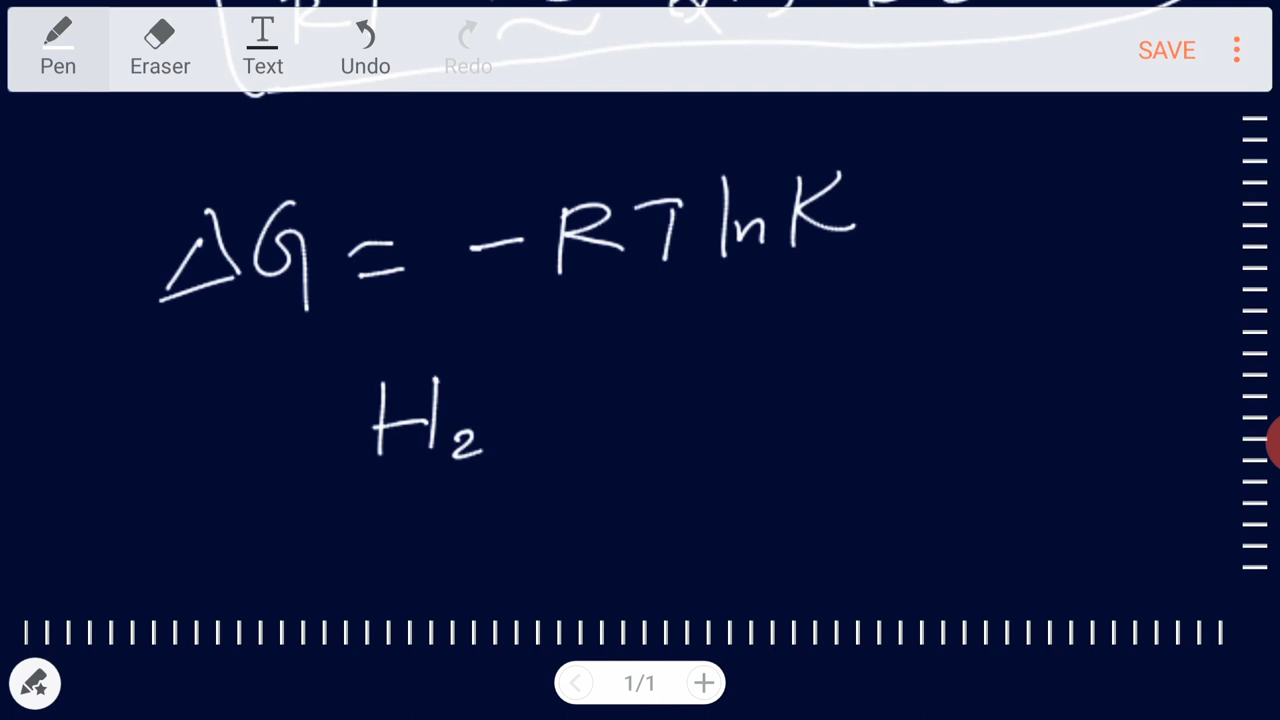 Pen Eraser Text Undo Redo SAVE
ΔG = - RT ln K
H₂
1/1